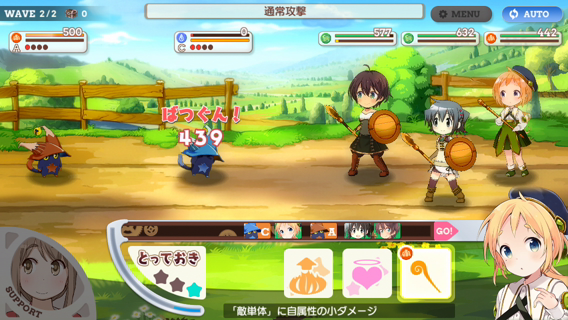 WAVE 2/2 0
通常攻撃
MENU
AUTO
500
A
0
C
577
632
442
ばつぐん！
439
C
A
GO!
とっておき
SUPPORT
「敵単体」に自属性の小ダメージ